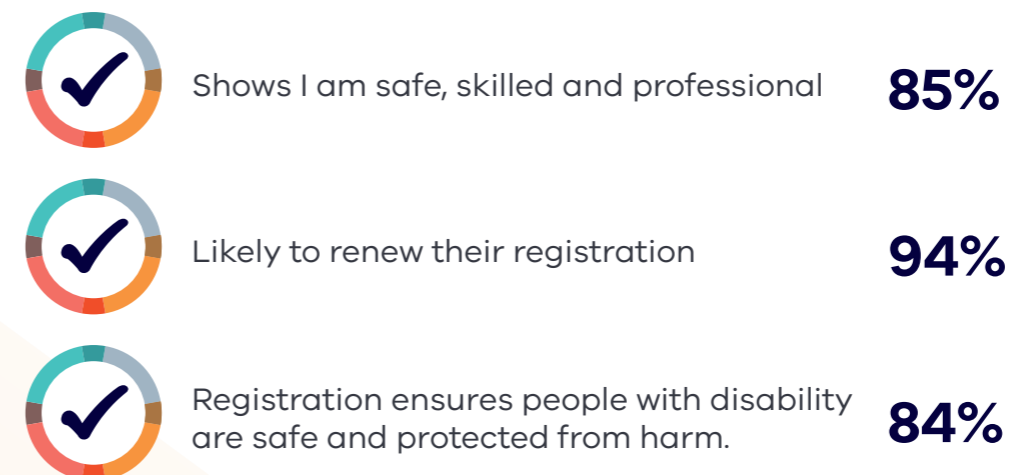 Shows I am safe, skilled and professional 85%
Likely to renew their registration 94%
Registration ensures people with disability
are safe and protected from harm. 84%